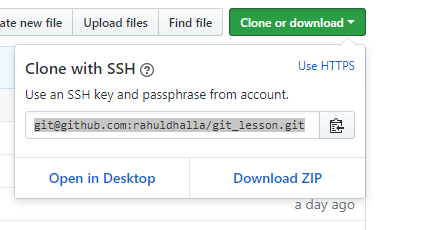 ate new file Upload files Find file Clone or download
Clone with SSH
Use HTTPS
Use an SSH key and passphrase from account.
git@github.com:rahuldhalla/git_lesson.git
Open in Desktop Download ZIP
a day ago